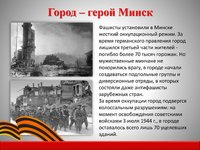 Город – герой Минск
Фашисты установили в Минске
жесткий оккупационный режим. За
время германского правления город
лишился третьей части жителей -
погибло более 70 тысяч горожан. Но
мужественные минчане не
покорились врагу, в городе начали
создаваться подпольные группы и
диверсионные отряды, в которых
состояли даже антифашисты
зарубежных стран.
За время оккупации город подвергся
колоссальным разрушениям: на
момент освобождения советскими
войсками 3 июля 1944 г., в городе
оставалось всего лишь 70 уцелевших
зданий.